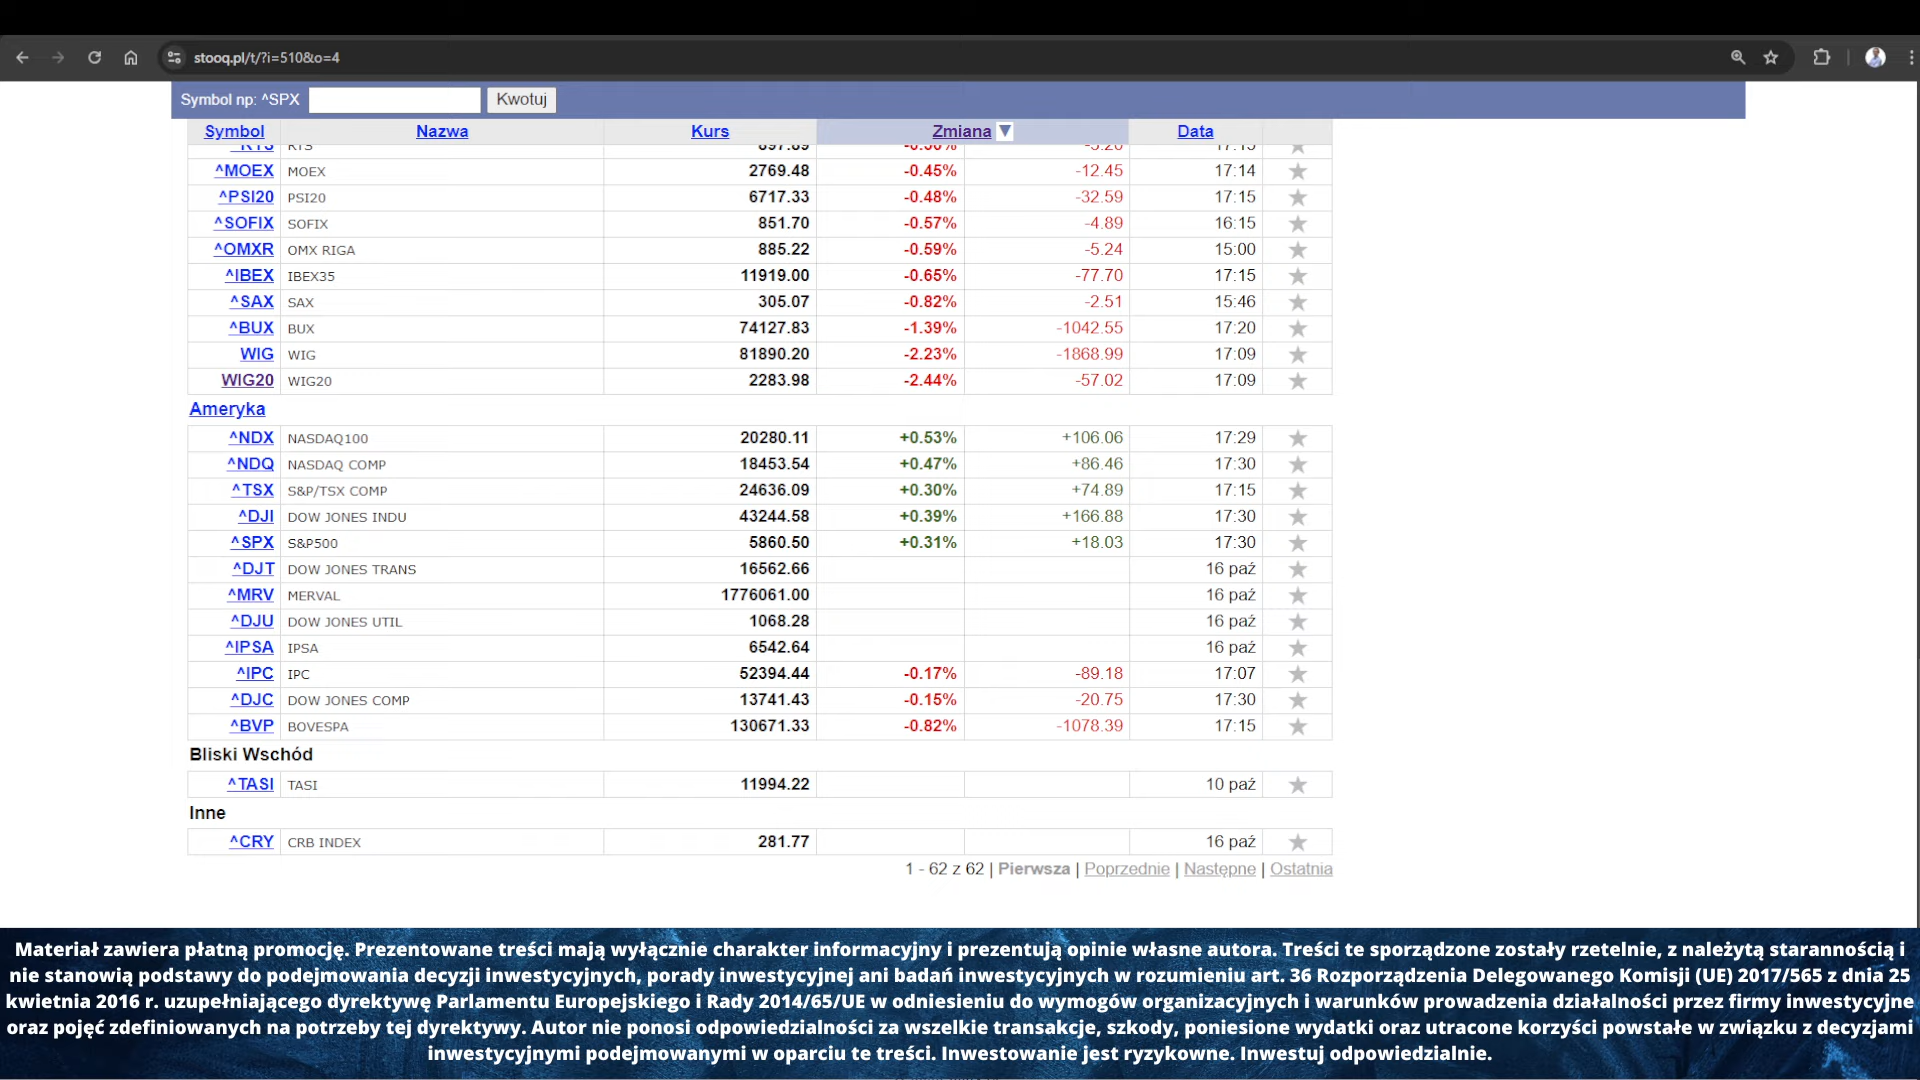 stooq.pl/t/?i=510&o=4
Symbol np: ^SPX Kwotuj
Symbol Nazwa Kurs Zmiana ▼ Data
^RTS RTS 897.89 -0.58% -5.20 17:15
^MOEX MOEX 2769.48 -0.45% -12.45 17:14
^PSI20 PSI20 6717.33 -0.48% -32.59 17:15
^SOFIX SOFIX 851.70 -0.57% -4.89 16:15
^OMXR OMX RIGA 885.22 -0.59% -5.24 15:00
^IBEX IBEX35 11919.00 -0.65% -77.70 17:15
^SAX SAX 305.07 -0.82% -2.51 15:46
^BUX BUX 74127.83 -1.39% -1042.55 17:20
WIG WIG 81890.20 -2.23% -1868.99 17:09
WIG20 WIG20 2283.98 -2.44% -57.02 17:09
Ameryka
^NDX NASDAQ100 20280.11 +0.53% +106.06 17:29
^NDQ NASDAQ COMP 18453.54 +0.47% +86.46 17:30
^TSX S&P/TSX COMP 24636.09 +0.30% +74.89 17:15
^DJI DOW JONES INDU 43244.58 +0.39% +166.88 17:30
^SPX S&P500 5860.50 +0.31% +18.03 17:30
^DJT DOW JONES TRANS 16562.66 16 paź
^MRV MERVAL 1776061.00 16 paź
^DJU DOW JONES UTIL 1068.28 16 paź
^IPSA IPSA 6542.64 16 paź
^IPC IPC 52394.44 -0.17% -89.18 17:07
^DJC DOW JONES COMP 13741.43 -0.15% -20.75 17:30
^BVP BOVESPA 130671.33 -0.82% -1078.39 17:15
Bliski Wschód
^TASI TASI 11994.22 10 paź
Inne
^CRY CRB INDEX 281.77 16 paź
1 - 62 z 62 | Pierwsza | Poprzednie | Następne | Ostatnia
Materiał zawiera płatną promocję. Prezentowane treści mają wyłącznie charakter informacyjny i prezentują opinie własne autora. Treści te sporządzone zostały rzetelnie, z należytą starannością i
nie stanowią podstawy do podejmowania decyzji inwestycyjnych, porady inwestycyjnej ani badań inwestycyjnych w rozumieniu art. 36 Rozporządzenia Delegowanego Komisji (UE) 2017/565 z dnia 25
kwietnia 2016 r. uzupełniającego dyrektywę Parlamentu Europejskiego i Rady 2014/65/UE w odniesieniu do wymogów organizacyjnych i warunków prowadzenia działalności przez firmy inwestycyjne
oraz pojęć zdefiniowanych na potrzeby tej dyrektywy. Autor nie ponosi odpowiedzialności za wszelkie transakcje, szkody, poniesione wydatki oraz utracone korzyści powstałe w związku z decyzjami
inwestycyjnymi podejmowanymi w oparciu te treści. Inwestowanie jest ryzykowne. Inwestuj odpowiedzialnie.